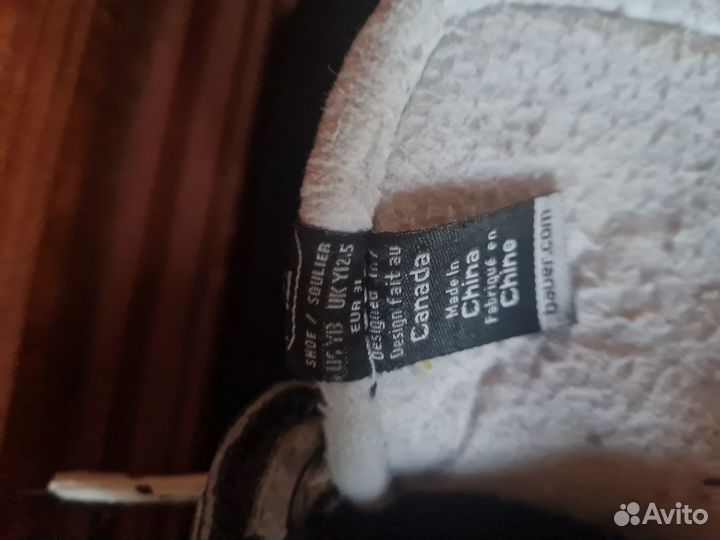 SHOE / SOULIER
UK Y12.5
EUR 31
Designed in /
Design fait au
Canada
Made in
China
Fabriqué en
Chine
bauer.com
Avito